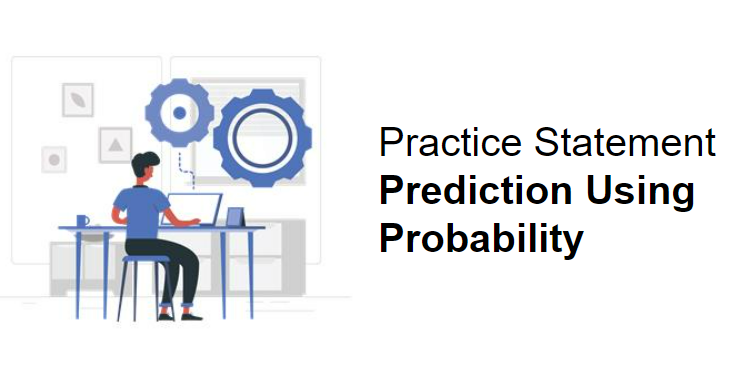 Practice Statement
Prediction Using
Probability